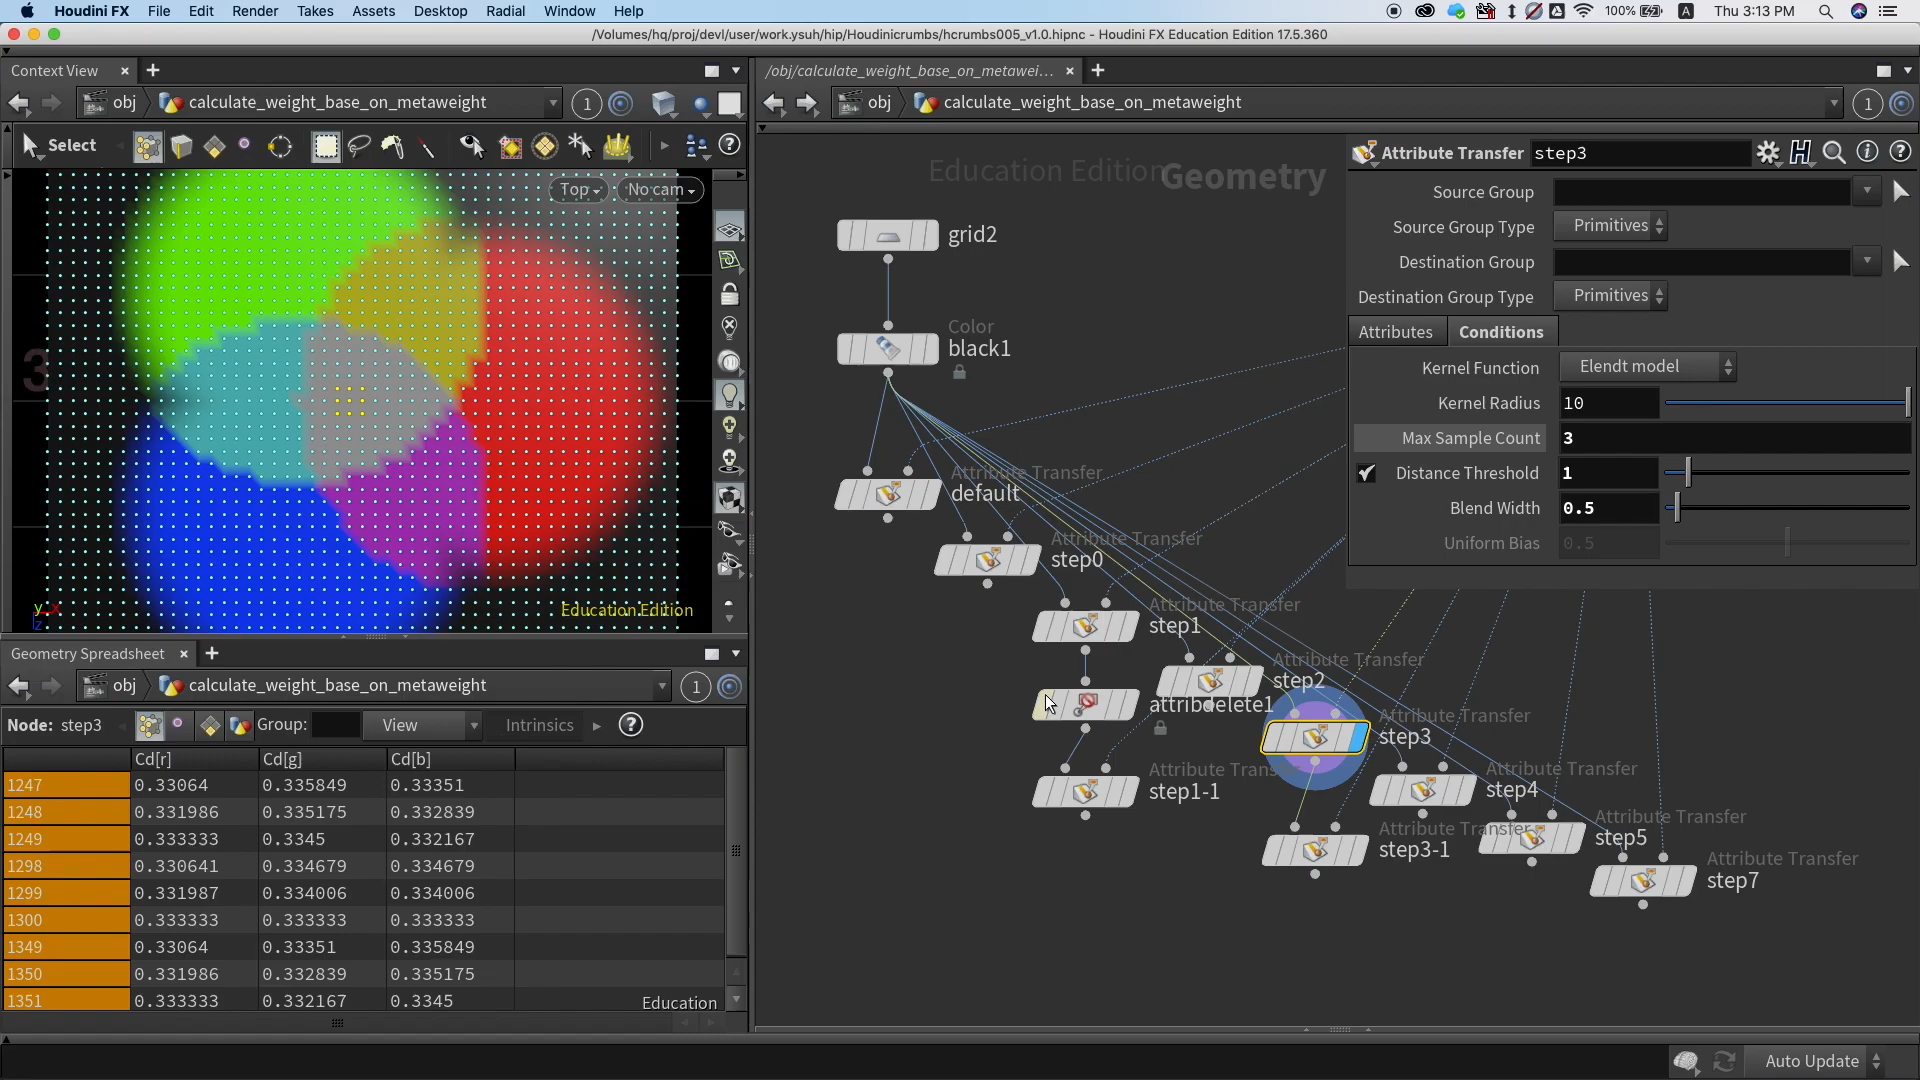 Houdini FX File Edit Render Takes Assets Desktop Radial Window Help 100% A Thu 3:13 PM
/Volumes/hq/proj/devl/user/work.ysuh/hip/Houdinicrumbs/hcrumbs005_v1.0.hipnc - Houdini FX Education Edition 17.5.360
Context View × +
obj calculate_weight_base_on_metaweight 1
Select
Top No cam
3
y x
z
Education Edition
Geometry Spreadsheet × +
obj calculate_weight_base_on_metaweight 1
Node: step3 Group: View Intrinsics
Cd[r] Cd[g] Cd[b]
1247 0.33064 0.335849 0.33351
1248 0.331986 0.335175 0.332839
1249 0.333333 0.3345 0.332167
1298 0.330641 0.334679 0.334679
1299 0.331987 0.334006 0.334006
1300 0.333333 0.333333 0.333333
1349 0.33064 0.33351 0.335849
1350 0.331986 0.332839 0.335175
1351 0.333333 0.332167 0.3345
Education
/obj/calculate_weight_base_on_metawei... × +
obj calculate_weight_base_on_metaweight 1
Education Edition
Geometry
grid2
Color
black1
Attribute Transfer
default
Attribute Transfer
step0
Attribute Transfer
step1
Attribute Transfer
step2
attribdelete1
Attribute Transfer
step3
Attribute Trans
step1-1
Attribute Transfer
step4
Attribute Transfer
step3-1
Attribute Transfer
step5
Attribute Transfer
step7
Attribute Transfer step3
Source Group
Source Group Type Primitives
Destination Group
Destination Group Type Primitives
Attributes Conditions
Kernel Function Elendt model
Kernel Radius 10
Max Sample Count 3
Distance Threshold 1
Blend Width 0.5
Uniform Bias 0.5
Auto Update